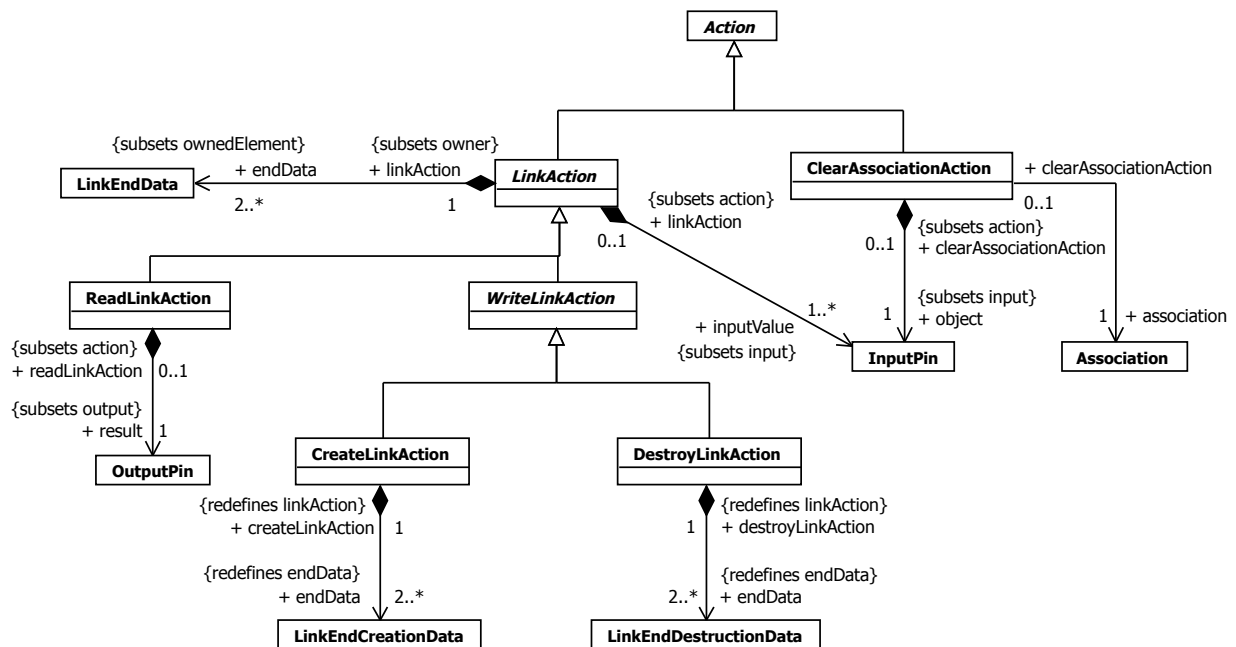 Action
{subsets ownedElement}
{subsets owner}
+ endData
+ linkAction
LinkEndData
2..*
1
LinkAction
ClearAssociationAction
+ clearAssociationAction
0..1
{subsets action}
+ linkAction
0..1
{subsets action}
+ clearAssociationAction
0..1
ReadLinkAction
WriteLinkAction
{subsets input}
+ object
1
1..*
+ inputValue
{subsets input}
1
+ association
InputPin
Association
{subsets action}
+ readLinkAction
0..1
{subsets output}
+ result
1
OutputPin
CreateLinkAction
DestroyLinkAction
{redefines linkAction}
+ createLinkAction
1
{redefines linkAction}
+ destroyLinkAction
1
{redefines endData}
+ endData
2..*
{redefines endData}
+ endData
2..*
LinkEndCreationData
LinkEndDestructionData